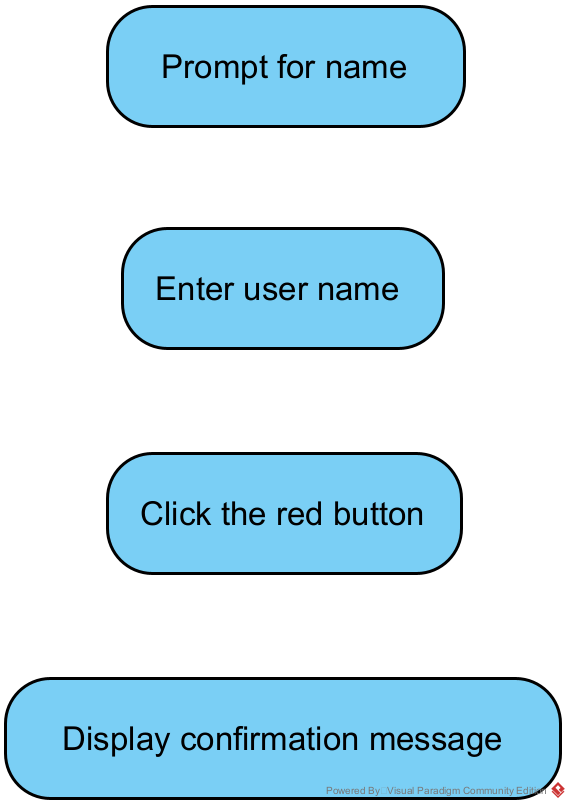 Prompt for name
Enter user name
Click the red button
Display confirmation message
Powered By Visual Paradigm Community Edition